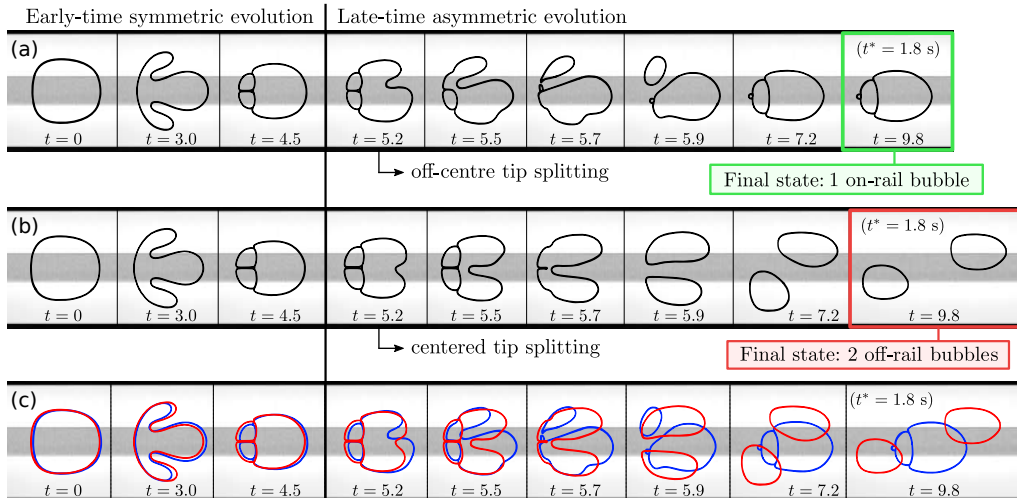 Early-time symmetric evolution
Late-time asymmetric evolution
(a)
(t* = 1.8 s)
t = 0
t = 3.0
t = 4.5
t = 5.2
t = 5.5
t = 5.7
t = 5.9
t = 7.2
t = 9.8
off-centre tip splitting
Final state: 1 on-rail bubble
(b)
(t* = 1.8 s)
t = 0
t = 3.0
t = 4.5
t = 5.2
t = 5.5
t = 5.7
t = 5.9
t = 7.2
t = 9.8
centered tip splitting
Final state: 2 off-rail bubbles
(c)
(t* = 1.8 s)
t = 0
t = 3.0
t = 4.5
t = 5.2
t = 5.5
t = 5.7
t = 5.9
t = 7.2
t = 9.8